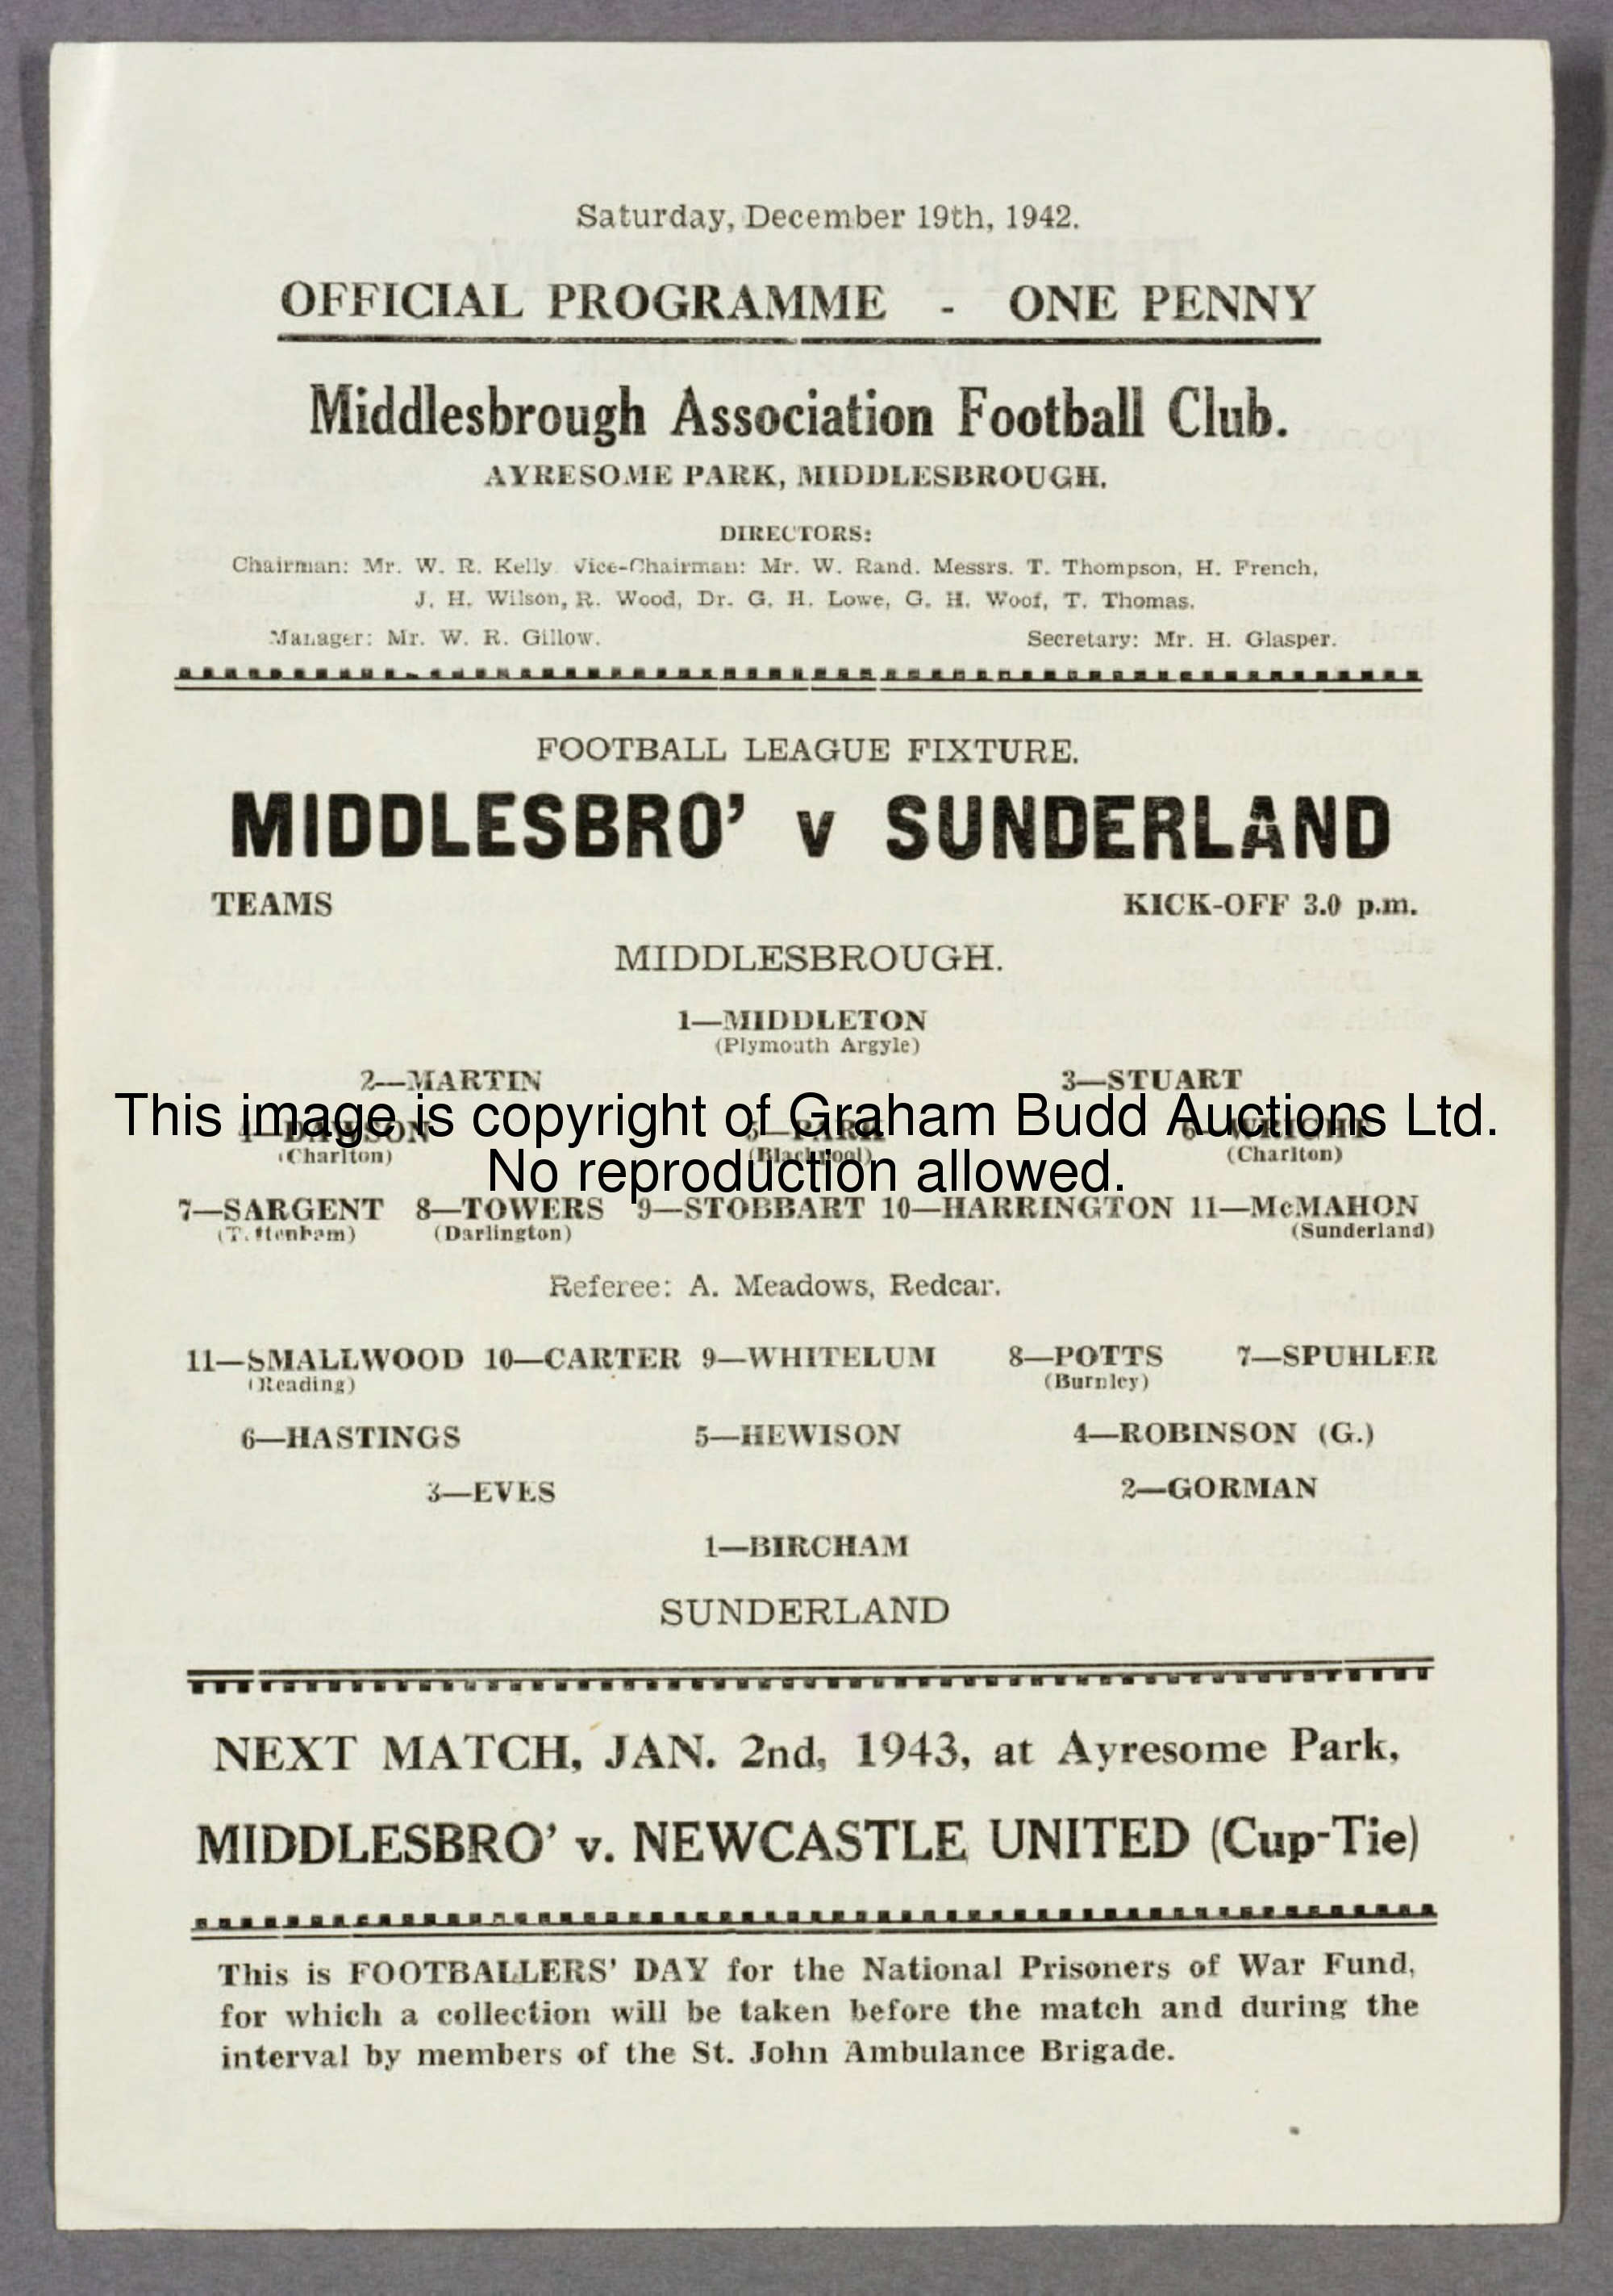 Saturday, December 19th, 1942.
OFFICIAL PROGRAMME - ONE PENNY
Middlesbrough Association Football Club.
AYRESOME PARK, MIDDLESBROUGH.
DIRECTORS:
Chairman: Mr. W. R. Kelly. Vice-Chairman: Mr. W. Rand. Messrs. T. Thompson, H. French,
J. H. Wilson, R. Wood, Dr. G. H. Lowe, G. H. Woof, T. Thomas.
Manager: Mr. W. R. Gillow. Secretary: Mr. H. Glasper.
FOOTBALL LEAGUE FIXTURE.
MIDDLESBRO' v SUNDERLAND
TEAMS KICK-OFF 3.0 p.m.
MIDDLESBROUGH.
1—MIDDLETON
(Plymouth Argyle)
2—MARTIN 3—STUART
This image is copyright of Graham Budd Auctions Ltd.
4—DAWSON 5—PARK 6—WRIGHT
(Charlton) (Blackpool) (Charlton)
No reproduction allowed.
7—SARGENT 8—TOWERS 9—STOBBART 10—HARRINGTON 11—McMAHON
(Tottenham) (Darlington) (Sunderland)
Referee: A. Meadows, Redcar.
11—SMALLWOOD 10—CARTER 9—WHITELUM 8—POTTS 7—SPUHLER
(Reading) (Burnley)
6—HASTINGS 5—HEWISON 4—ROBINSON (G.)
3—EVES 2—GORMAN
1—BIRCHAM
SUNDERLAND
NEXT MATCH, JAN. 2nd, 1943, at Ayresome Park,
MIDDLESBRO' v. NEWCASTLE UNITED (Cup-Tie)
This is FOOTBALLERS' DAY for the National Prisoners of War Fund,
for which a collection will be taken before the match and during the
interval by members of the St. John Ambulance Brigade.